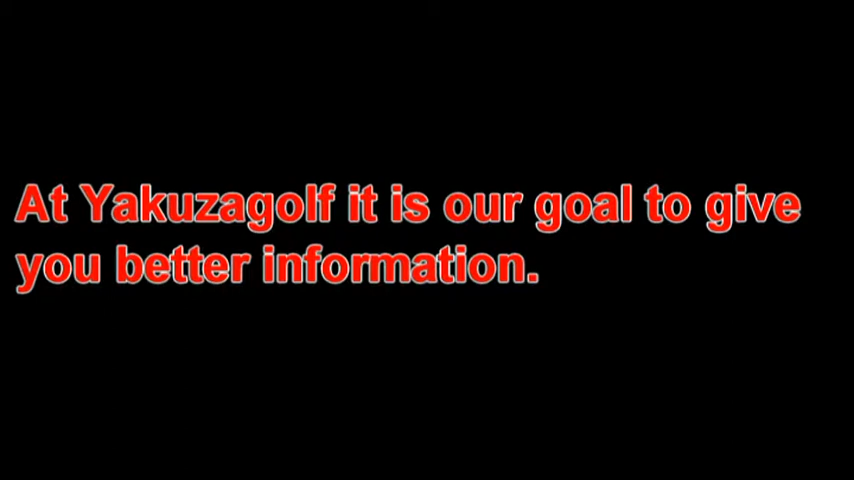 At Yakuzagolf it is our goal to give
you better information.